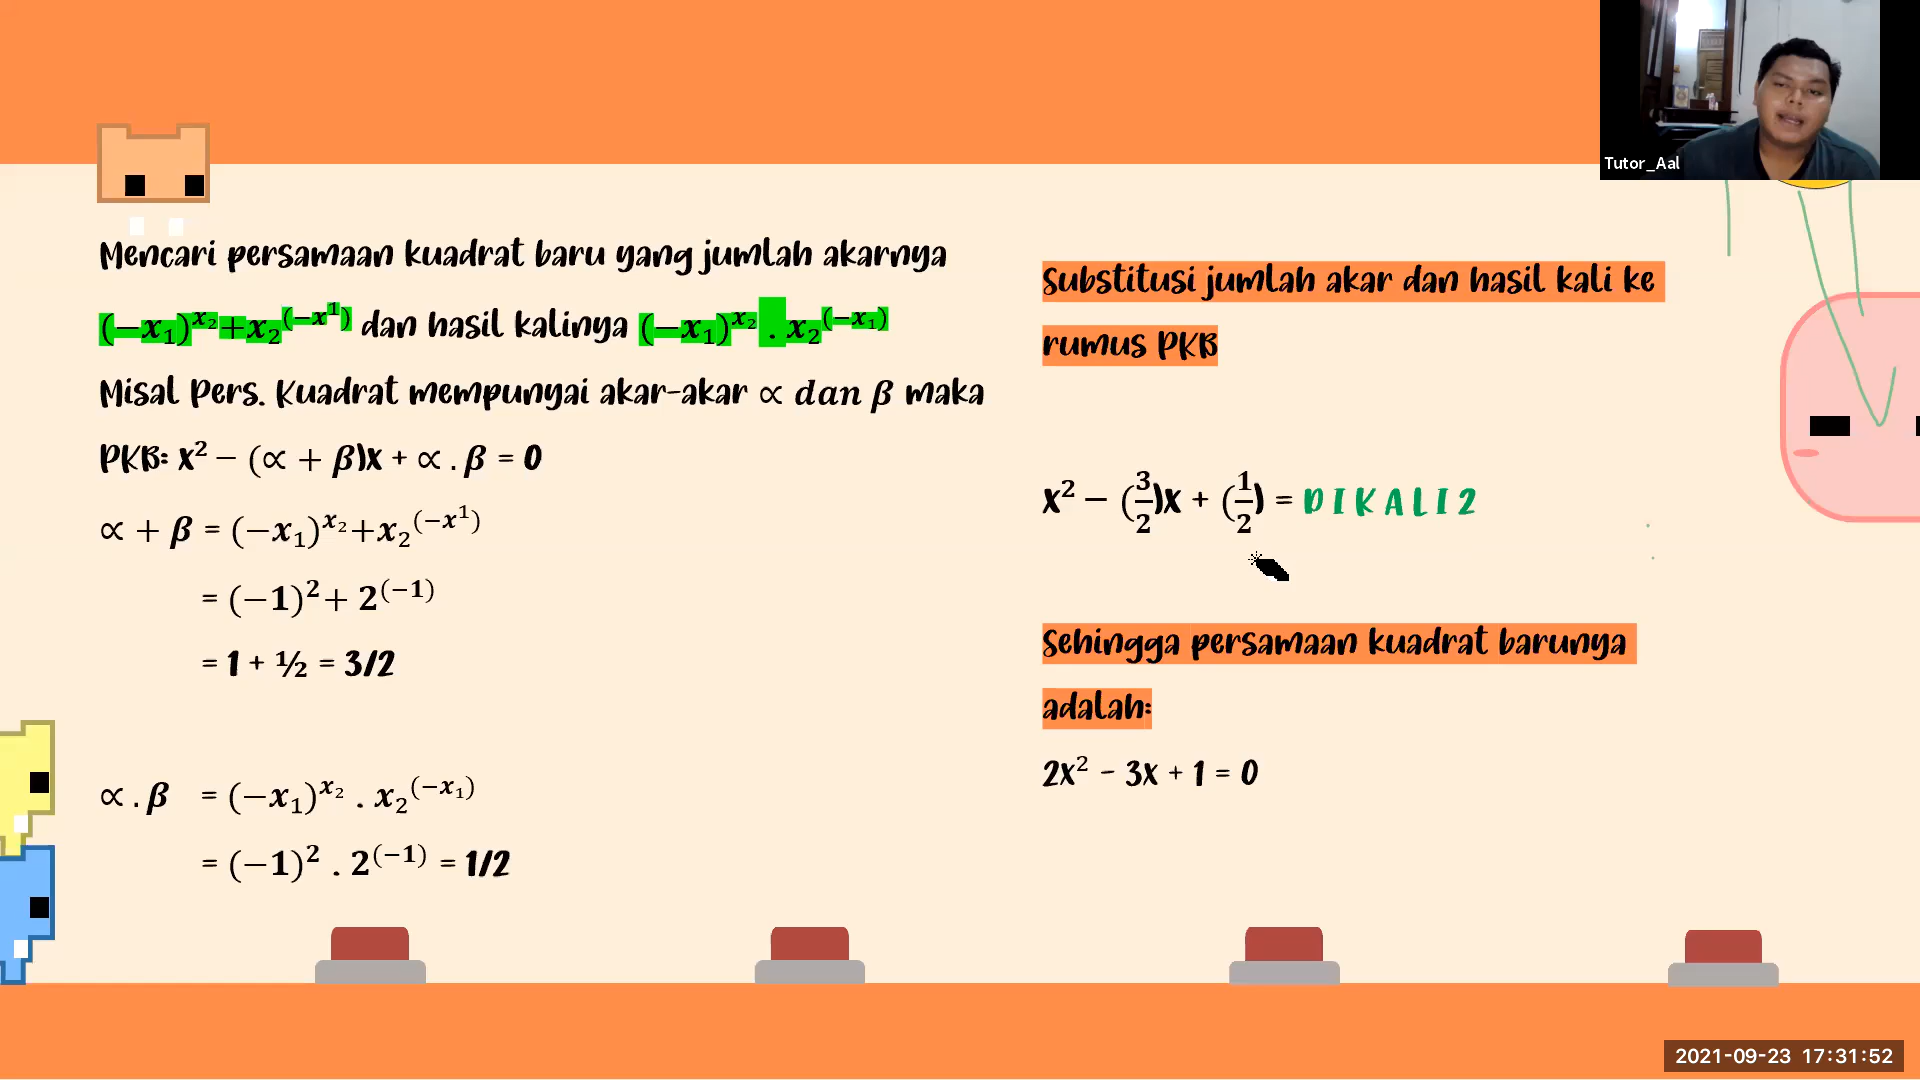 Mencari persamaan kuadrat baru yang jumlah akarnya
(−x₁)^x₂+x₂^(−x¹) dan hasil kalinya (−x₁)^x₂ . x₂^(−x₁)
Misal Pers. Kuadrat mempunyai akar-akar ∝ dan β maka
PKB: x² − (∝ + β)x + ∝ . β = 0
∝ + β = (−x₁)^x₂+x₂^(−x¹)
= (−1)²+ 2^(−1)
= 1 + ½ = 3/2
∝ . β = (−x₁)^x₂ . x₂^(−x₁)
= (−1)² . 2^(−1) = 1/2
Substitusi jumlah akar dan hasil kali ke
rumus PKB
x² − (3/2)x + (1/2) = DIKALI2
Sehingga persamaan kuadrat barunya
adalah:
2x² - 3x + 1 = 0
Tutor_Aal
2021-09-23 17:31:52